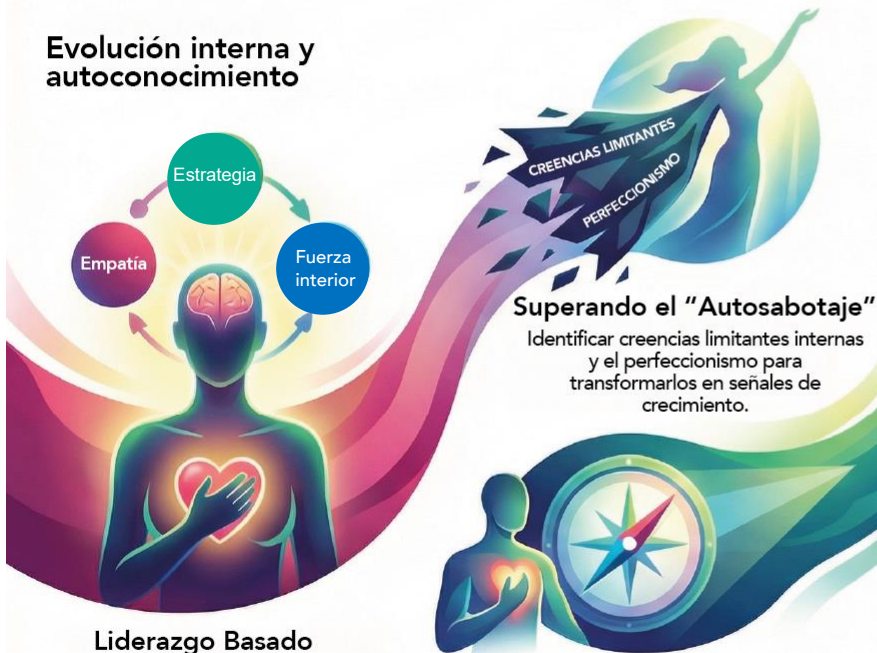 Evolución interna y
autoconocimiento
Estrategia
Empatía
Fuerza
interior
CREENCIAS LIMITANTES
PERFECCIONISMO
Superando el “Autosabotaje”
Identificar creencias limitantes internas
y el perfeccionismo para
transformarlos en señales de
crecimiento.
Liderazgo Basado